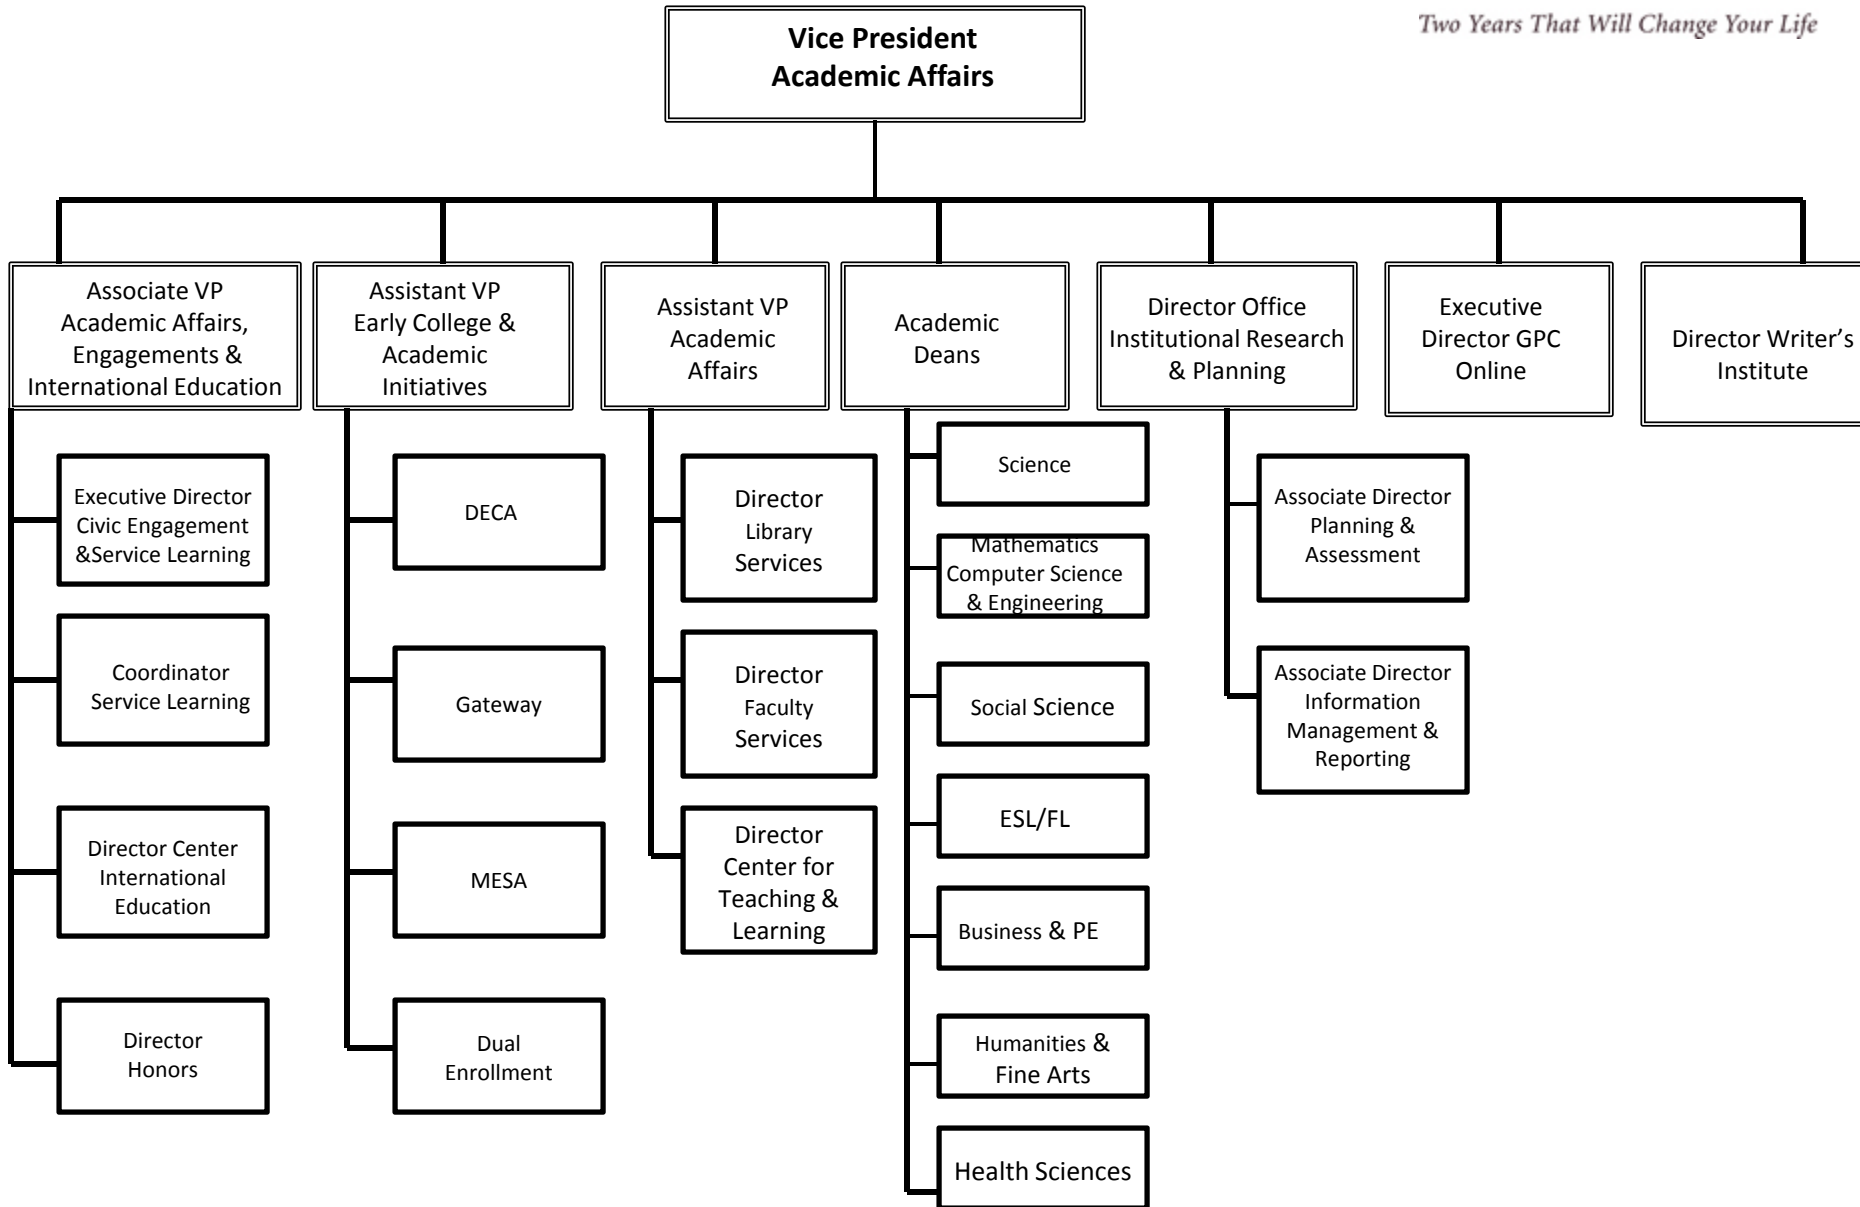 Two Years That Will Change Your Life
Vice President
Academic Affairs
Associate VP
Academic Affairs,
Engagements &
International Education
Assistant VP
Early College &
Academic
Initiatives
Assistant VP
Academic
Affairs
Academic
Deans
Director Office
Institutional Research
& Planning
Executive
Director GPC
Online
Director Writer's
Institute
Executive Director
Civic Engagement
&Service Learning
Coordinator
Service Learning
Director Center
International
Education
Director
Honors
DECA
Gateway
MESA
Dual
Enrollment
Director
Library
Services
Director
Faculty
Services
Director
Center for
Teaching &
Learning
Science
Mathematics
Computer Science
& Engineering
Social Science
ESL/FL
Business & PE
Humanities &
Fine Arts
Health Sciences
Associate Director
Planning &
Assessment
Associate Director
Information
Management &
Reporting